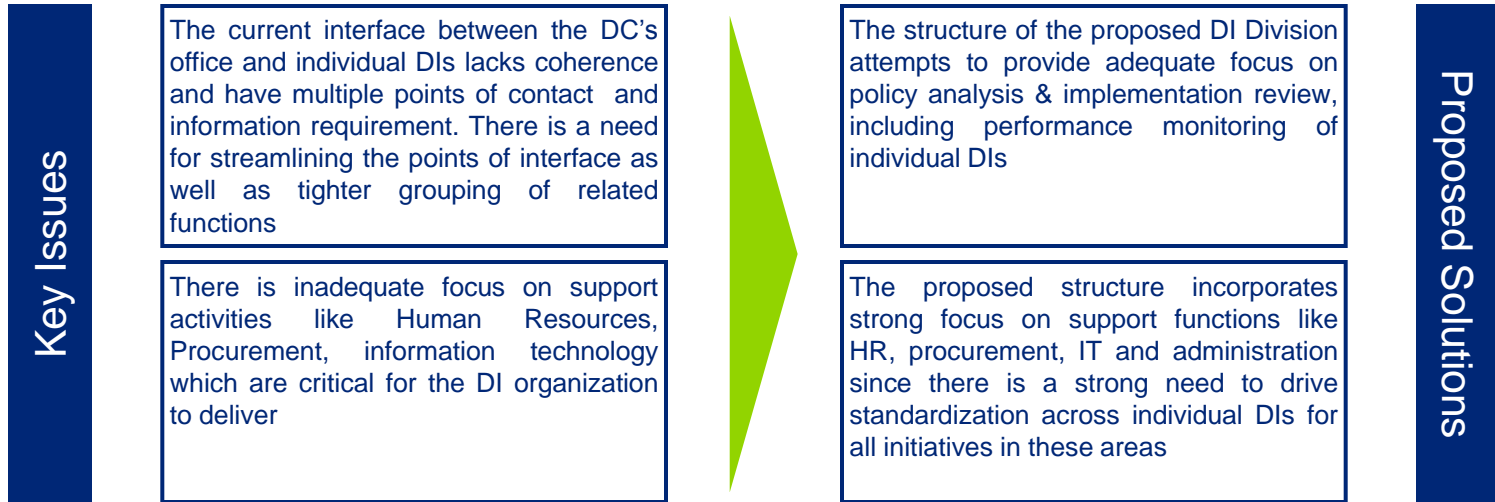 Key Issues
The current interface between the DC's
office and individual DIs lacks coherence
and have multiple points of contact and
information requirement. There is a need
for streamlining the points of interface as
well as tighter grouping of related
functions
There is inadequate focus on support
activities like Human Resources,
Procurement, information technology
which are critical for the DI organization
to deliver
The structure of the proposed DI Division
attempts to provide adequate focus on
policy analysis & implementation review,
including performance monitoring of
individual DIs
The proposed structure incorporates
strong focus on support functions like
HR, procurement, IT and administration
since there is a strong need to drive
standardization across individual DIs for
all initiatives in these areas
Proposed Solutions